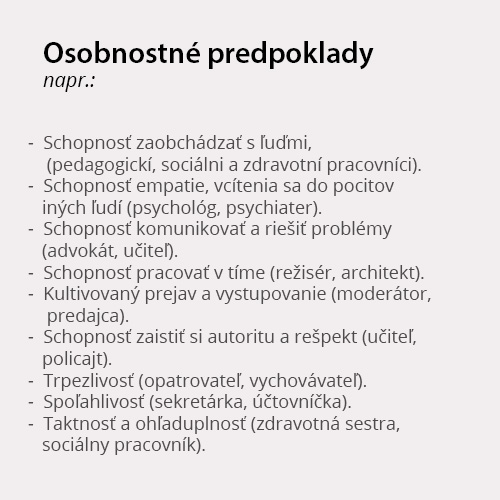 Osobnostné predpoklady
napr.:
- Schopnosť zaobchádzať s ľuďmi,
(pedagogickí, sociálni a zdravotní pracovníci).
- Schopnosť empatie, vcítenia sa do pocitov
iných ľudí (psychológ, psychiater).
- Schopnosť komunikovať a riešiť problémy
(advokát, učiteľ).
- Schopnosť pracovať v tíme (režisér, architekt).
- Kultivovaný prejav a vystupovanie (moderátor,
predajca).
- Schopnosť zaistiť si autoritu a rešpekt (učiteľ,
policajt).
- Trpezlivosť (opatrovateľ, vychovávateľ).
- Spoľahlivosť (sekretárka, účtovníčka).
- Taktnosť a ohľaduplnosť (zdravotná sestra,
sociálny pracovník).